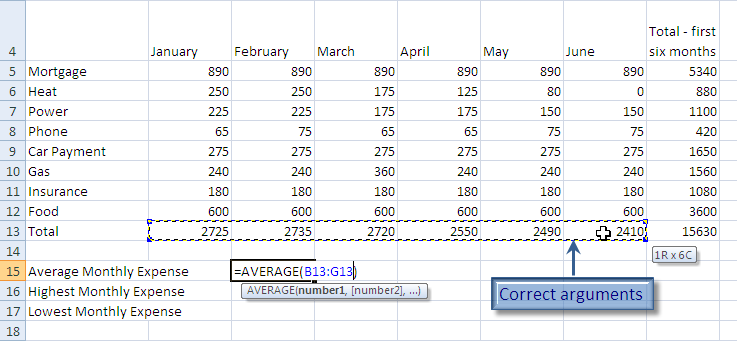 Total - first
4 January February March April May June six months
5 Mortgage 890 890 890 890 890 890 5340
6 Heat 250 250 175 125 80 0 880
7 Power 225 225 175 175 150 150 1100
8 Phone 65 75 65 65 75 75 420
9 Car Payment 275 275 275 275 275 275 1650
10 Gas 240 240 360 240 240 240 1560
11 Insurance 180 180 180 180 180 180 1080
12 Food 600 600 600 600 600 600 3600
13 Total 2725 2735 2720 2550 2490 2410 15630
14 1R x 6C
15 Average Monthly Expense =AVERAGE(B13:G13)
16 Highest Monthly Expense AVERAGE(number1, [number2], ...) Correct arguments
17 Lowest Monthly Expense
18